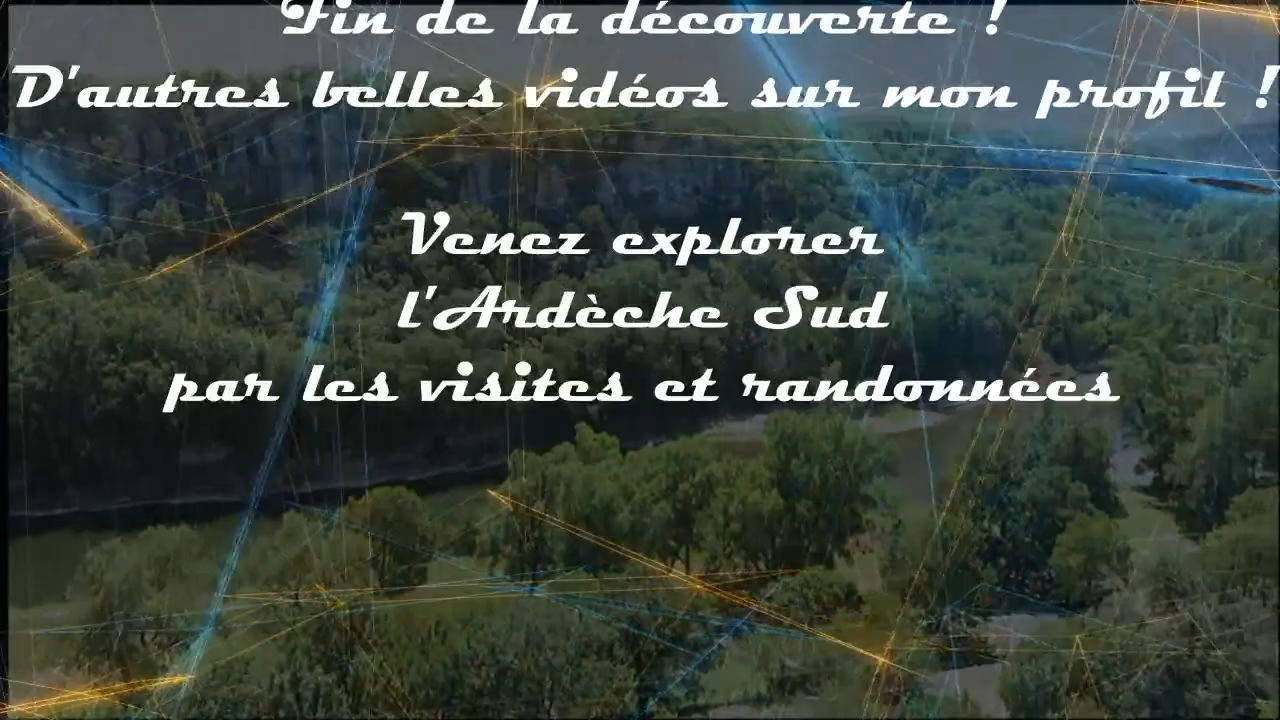 Fin de la découverte !
D'autres belles vidéos sur mon profil !
Venez explorer
l'Ardèche Sud
par les visites et randonnées